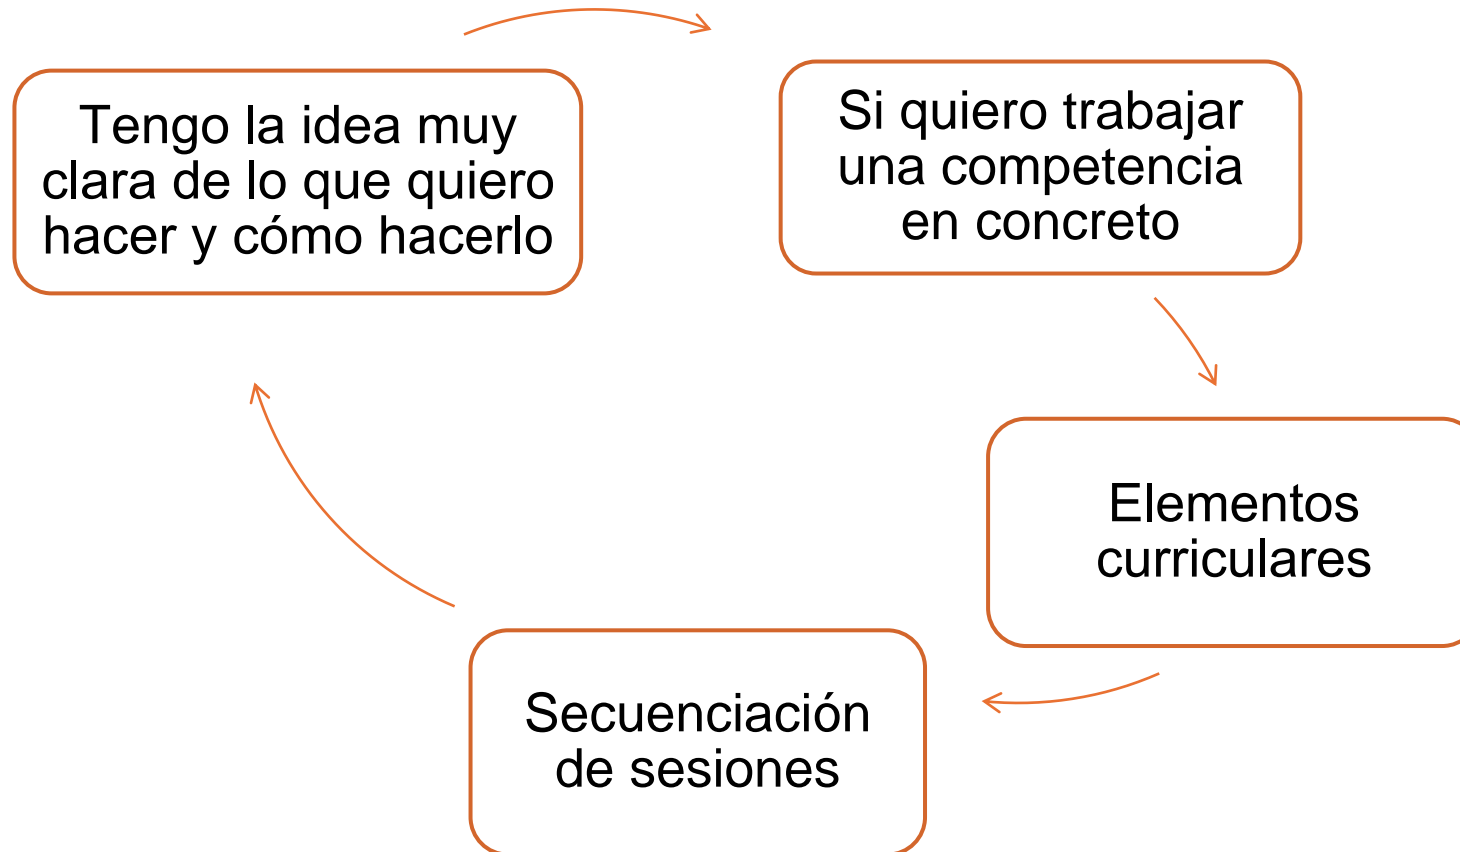 Tengo la idea muy
clara de lo que quiero
hacer y cómo hacerlo
Si quiero trabajar
una competencia
en concreto
Elementos
curriculares
Secuenciación
de sesiones